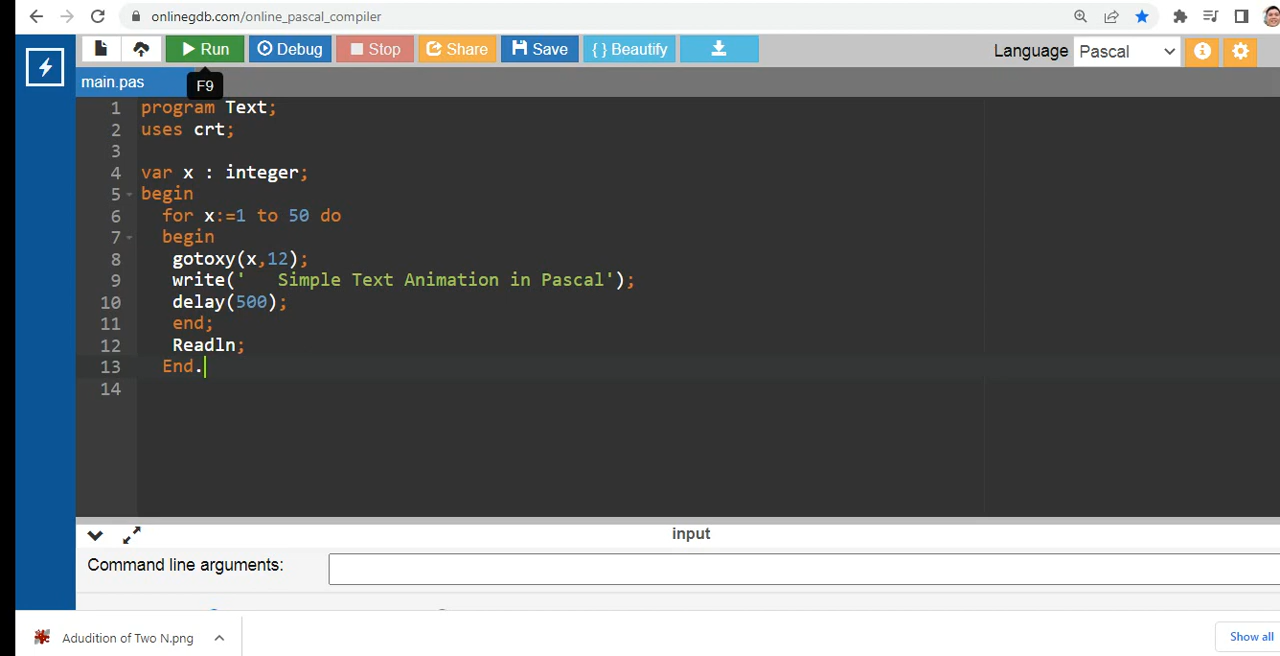 onlinegdb.com/online_pascal_compiler
Run Debug Stop Share Save { } Beautify Language Pascal
main.pas F9
1 program Text;
2 uses crt;
3
4 var x : integer;
5 begin
6 for x:=1 to 50 do
7 begin
8 gotoxy(x,12);
9 write('   Simple Text Animation in Pascal');
10 delay(500);
11 end;
12 Readln;
13 End.
14
input
Command line arguments:
Adudition of Two N.png Show all